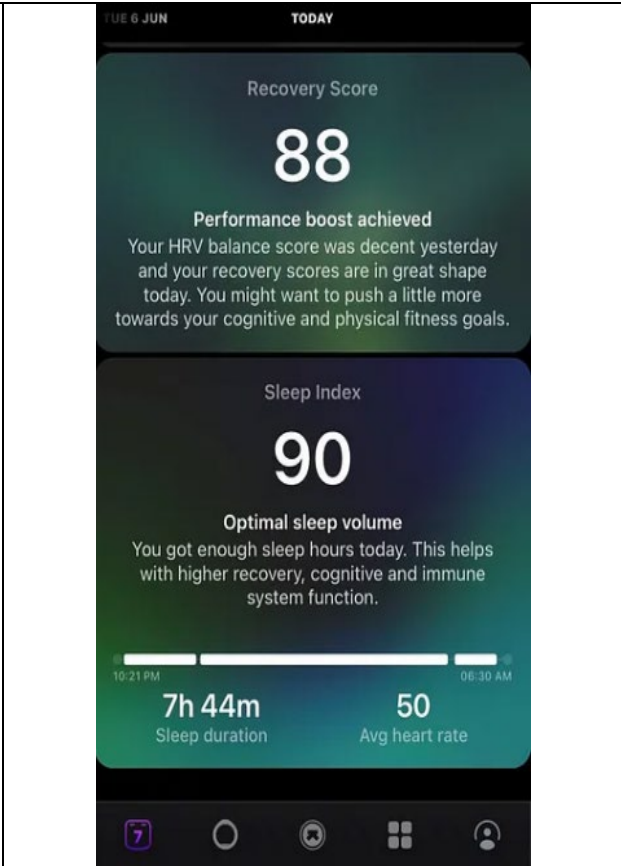 TUE 6 JUN TODAY
Recovery Score
88
Performance boost achieved
Your HRV balance score was decent yesterday
and your recovery scores are in great shape
today. You might want to push a little more
towards your cognitive and physical fitness goals.
Sleep Index
90
Optimal sleep volume
You got enough sleep hours today. This helps
with higher recovery, cognitive and immune
system function.
10:21 PM 06:30 AM
7h 44m 50
Sleep duration Avg heart rate
7